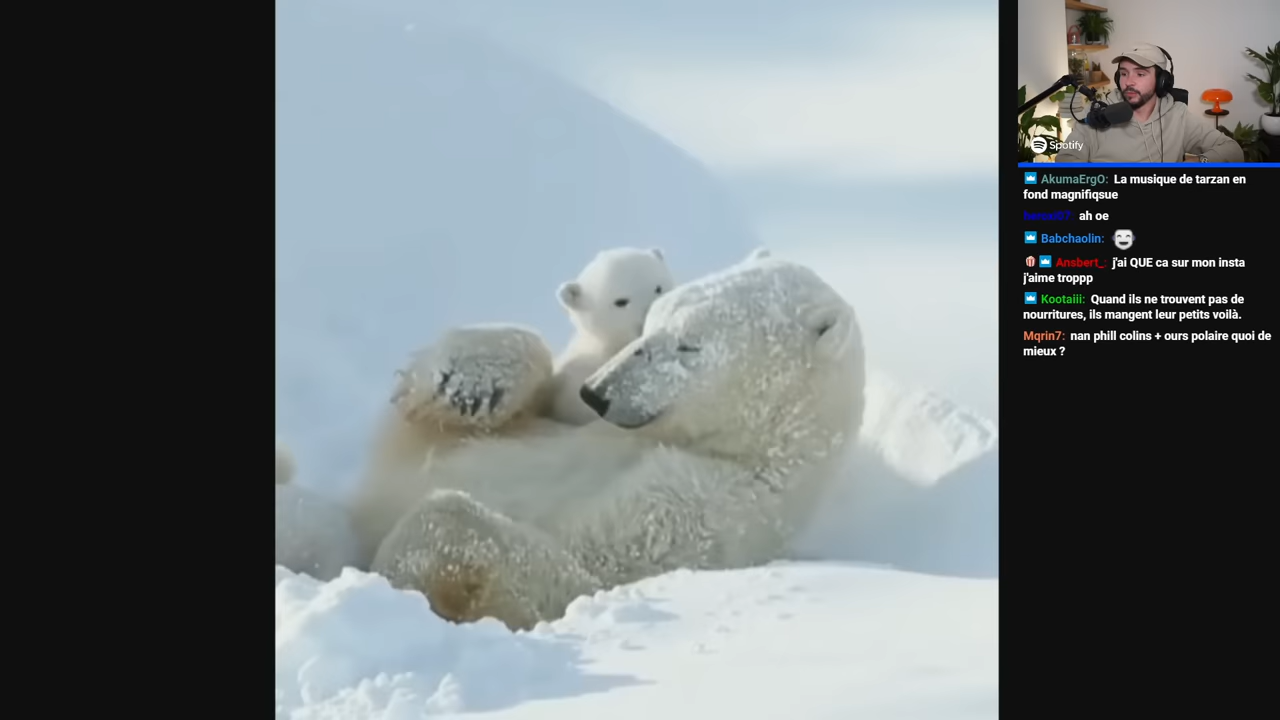 Spotify
AkumaErgO: La musique de tarzan en
fond magnifiqsue
ah oe
Babchaolin:
Ansbert_: j'ai QUE ca sur mon insta
j'aime troppp
Kootaiii: Quand ils ne trouvent pas de
nourritures, ils mangent leur petits voilà.
Mqrin7: nan phill colins + ours polaire quoi de
mieux ?